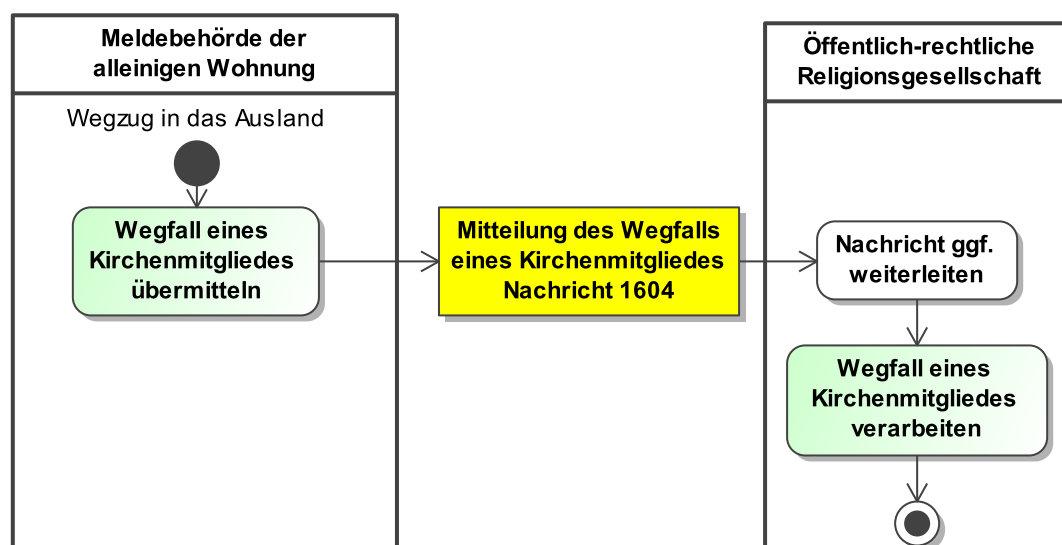 Meldebehörde der
alleinigen Wohnung
Wegzug in das Ausland
Wegfall eines
Kirchenmitgliedes
übermitteln
Mitteilung des Wegfalls
eines Kirchenmitgliedes
Nachricht 1604
Öffentlich-rechtliche
Religionsgesellschaft
Nachricht ggf.
weiterleiten
Wegfall eines
Kirchenmitgliedes
verarbeiten